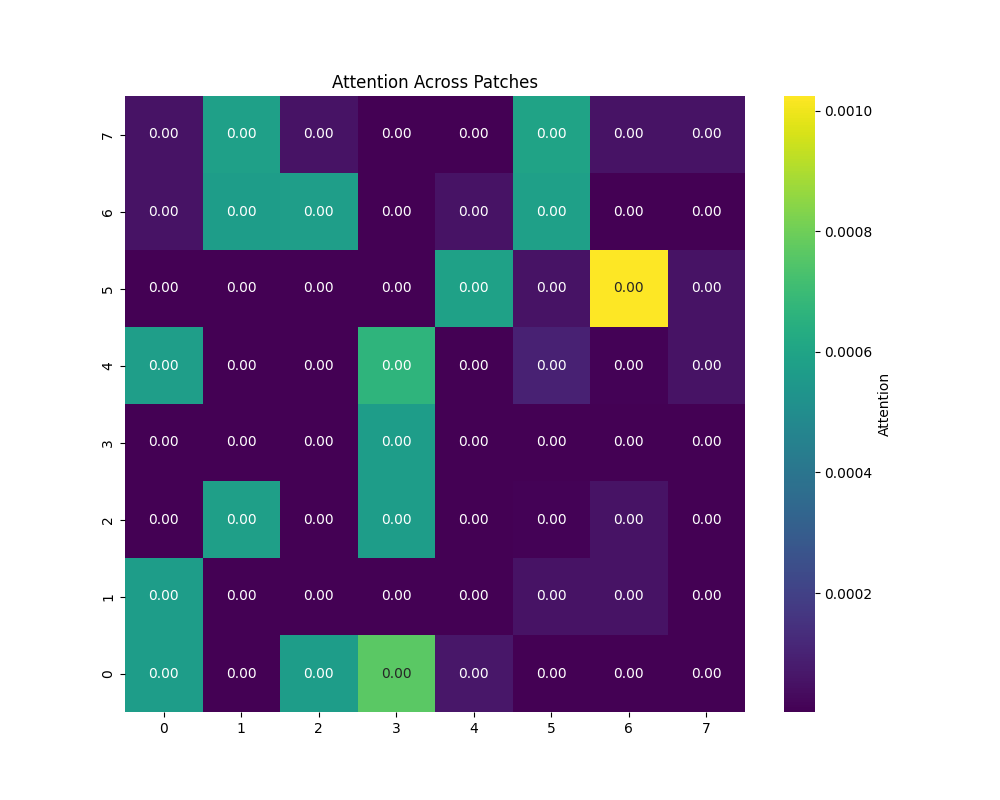 Attention Across Patches
7 0.00 0.00 0.00 0.00 0.00 0.00 0.00 0.00
6 0.00 0.00 0.00 0.00 0.00 0.00 0.00 0.00
5 0.00 0.00 0.00 0.00 0.00 0.00 0.00 0.00
4 0.00 0.00 0.00 0.00 0.00 0.00 0.00 0.00
3 0.00 0.00 0.00 0.00 0.00 0.00 0.00 0.00
2 0.00 0.00 0.00 0.00 0.00 0.00 0.00 0.00
1 0.00 0.00 0.00 0.00 0.00 0.00 0.00 0.00
0 0.00 0.00 0.00 0.00 0.00 0.00 0.00 0.00
0 1 2 3 4 5 6 7
0.0010
0.0008
0.0006
0.0004
0.0002
Attention